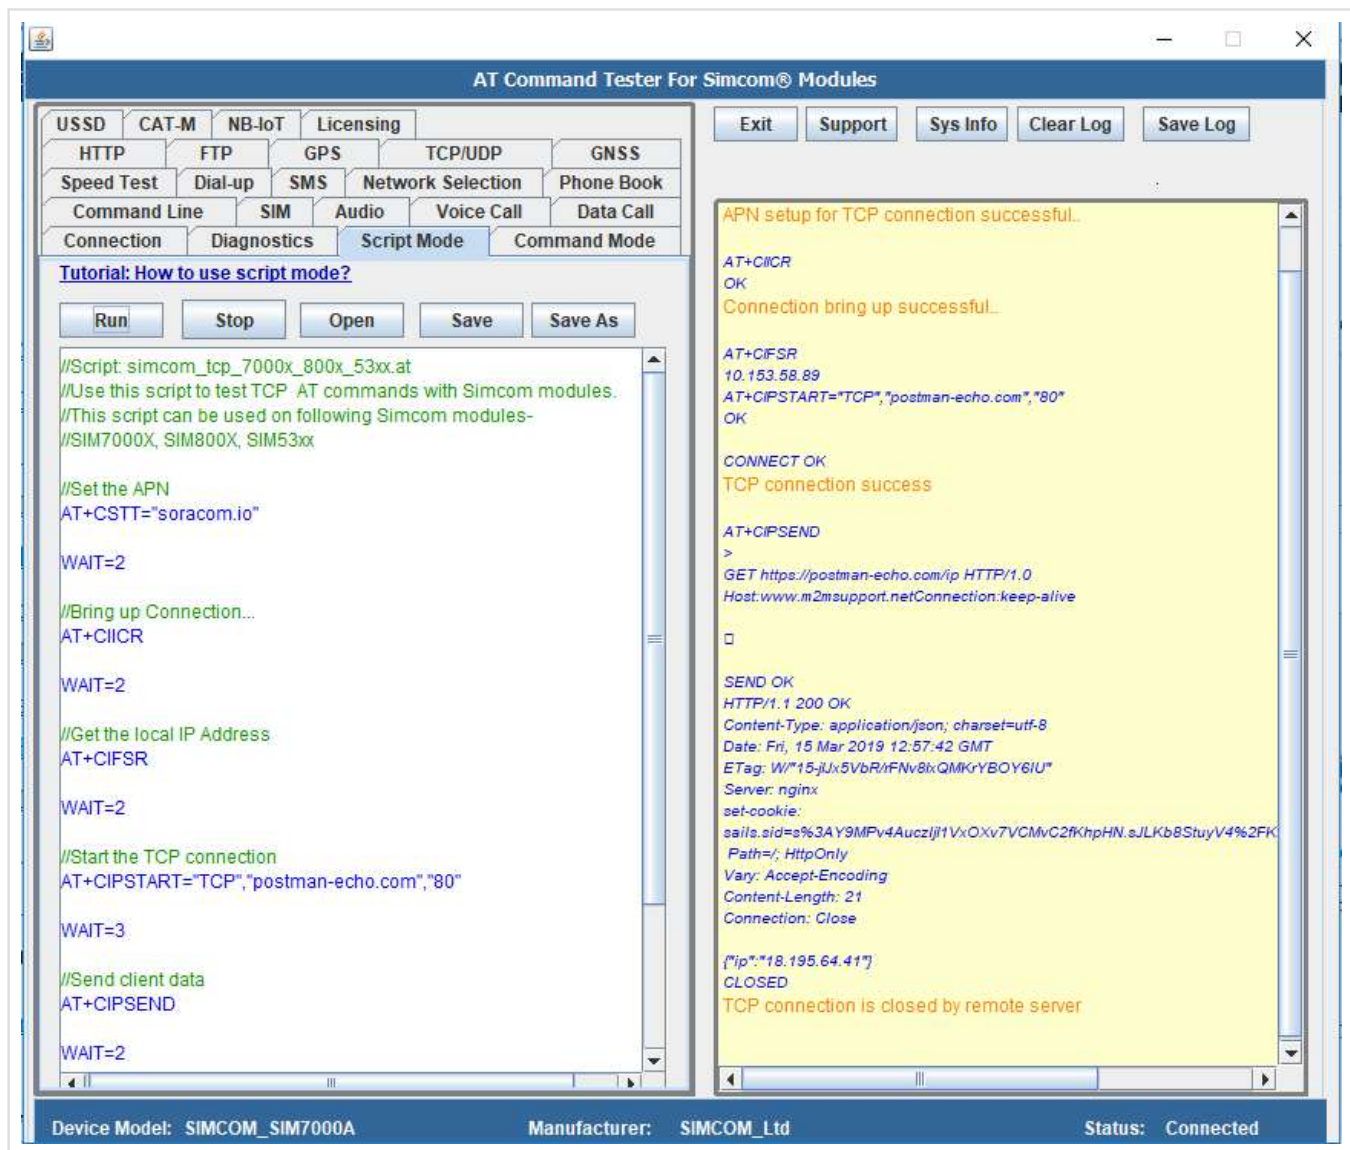 AT Command Tester For Simcom® Modules
USSD CAT-M NB-IoT Licensing
HTTP FTP GPS TCP/UDP GNSS
Speed Test Dial-up SMS Network Selection Phone Book
Command Line SIM Audio Voice Call Data Call
Connection Diagnostics Script Mode Command Mode
Tutorial: How to use script mode?
Run Stop Open Save Save As
//Script: simcom_tcp_7000x_800x_53xx.at
//Use this script to test TCP  AT commands with Simcom modules.
//This script can be used on following Simcom modules-
//SIM7000X, SIM800X, SIM53xx
//Set the APN
AT+CSTT="soracom.io"
WAIT=2
//Bring up Connection...
AT+CIICR
WAIT=2
//Get the local IP Address
AT+CIFSR
WAIT=2
//Start the TCP connection
AT+CIPSTART="TCP","postman-echo.com","80"
WAIT=3
//Send client data
AT+CIPSEND
WAIT=2
Exit Support Sys Info Clear Log Save Log
APN setup for TCP connection successful..
AT+CIICR
OK
Connection bring up successful..
AT+CIFSR
10.153.58.89
AT+CIPSTART="TCP","postman-echo.com","80"
OK
CONNECT OK
TCP connection success
AT+CIPSEND
>
GET https://postman-echo.com/ip HTTP/1.0
Host:www.m2msupport.netConnection:keep-alive
SEND OK
HTTP/1.1 200 OK
Content-Type: application/json; charset=utf-8
Date: Fri, 15 Mar 2019 12:57:42 GMT
ETag:
Server: nginx
set-cookie:
Path=/; HttpOnly
Vary: Accept-Encoding
Content-Length: 21
Connection: Close
{"ip":"18.195.64.41"}
CLOSED
TCP connection is closed by remote server
Device Model: SIMCOM_SIM7000A Manufacturer: SIMCOM_Ltd Status: Connected